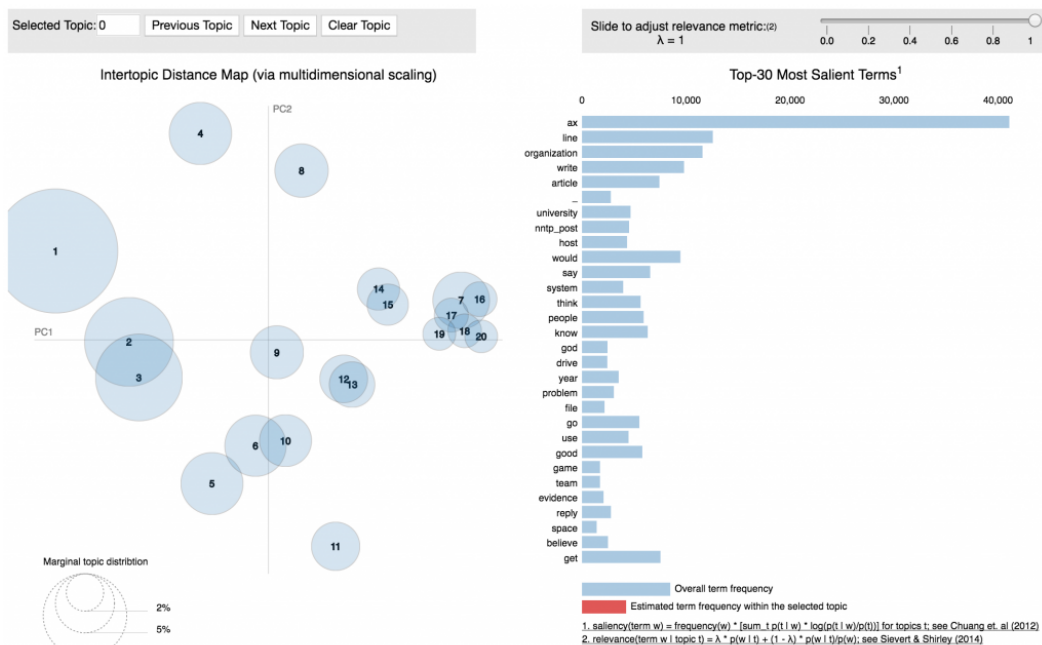 Selected Topic: 0 Previous Topic Next Topic Clear Topic
Slide to adjust relevance metric:(2)
λ = 1
0.0 0.2 0.4 0.6 0.8 1
Intertopic Distance Map (via multidimensional scaling)
PC2
PC1
4
8
1
14
15
7
16
17
18
19
20
2
3
9
12
13
6
10
5
11
Marginal topic distribtion
2%
5%
Top-30 Most Salient Terms1
0 10,000 20,000 30,000 40,000
ax
line
organization
write
article
_
university
nntp_post
host
would
say
system
think
people
know
god
drive
year
problem
file
go
use
good
game
team
evidence
reply
space
believe
get
Overall term frequency
Estimated term frequency within the selected topic
1. saliency(term w) = frequency(w) * [sum_t p(t | w) * log(p(t | w)/p(t))] for topics t; see Chuang et. al (2012)
2. relevance(term w | topic t) = λ * p(w | t) + (1 - λ) * p(w | t)/p(w); see Sievert & Shirley (2014)